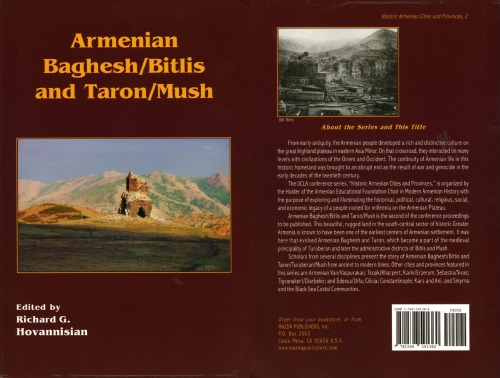 Armenian
Baghesh/Bitlis
and Taron/Mush
Edited by
Richard G.
Hovannisian
Historic Armenian Cities and Provinces, 2
Old Bitlis
About the Series and This Title
From early antiquity, the Armenian people developed a rich and distinctive culture on
the great highland plateau in eastern Asia Minor. On that crossroad, they interacted on many
levels with civilizations of the Orient and Occident. The continuity of Armenian life in this
historic homeland was brought to an abrupt end as the result of war and genocide in the
early decades of the twentieth century.
The UCLA conference series, "Historic Armenian Cities and Provinces," is organized by
the Holder of the Armenian Educational Foundation Chair in Modern Armenian History with
the purpose of exploring and illuminating the historical, political, cultural, religious, social,
and economic legacy of a people rooted for millennia on the Armenian Plateau.
Armenian Baghesh/Bitlis and Taron/Mush is the second of the conference proceedings
to be published. This beautiful, rugged land in the south-central sector of historic Greater
Armenia is known to have been one of the earliest centers of Armenian settlement. It was
here that evolved Armenian Baghesh and Taron, which became a part of the medieval
principality of Turuberan and later the administrative districts of Bitlis and Mush.
Scholars from several disciplines present the story of Armenian Baghesh/Bitlis and
Taron/Turuberan/Mush from ancient to modern times. Other cities and provinces featured in
this series are Armenian Van/Vaspurakan; Tsopk/Kharpert; Karin/Erzerum; Sebastia/Sivas;
Tigranakert/Diarbekir; and Edessa/Urfa; Cilicia; Constantinople; Kars and Ani; and Smyrna
and the Black Sea Costal Communities.
Order from your bookstore, or from
MAZDA PUBLISHERS, Inc.
P.O. Box 2603
Costa Mesa, CA 92626 U.S.A.
www.mazdapublishers.com